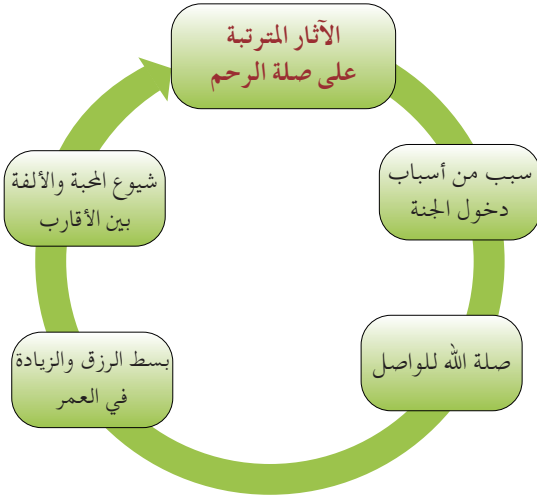 الآثار المترتبة
على صلة الرحم
سبب من أسباب
دخول الجنة
صلة الله للواصل
بسط الرزق والزيادة
في العمر
شيوع المحبة والألفة
بين الأقارب